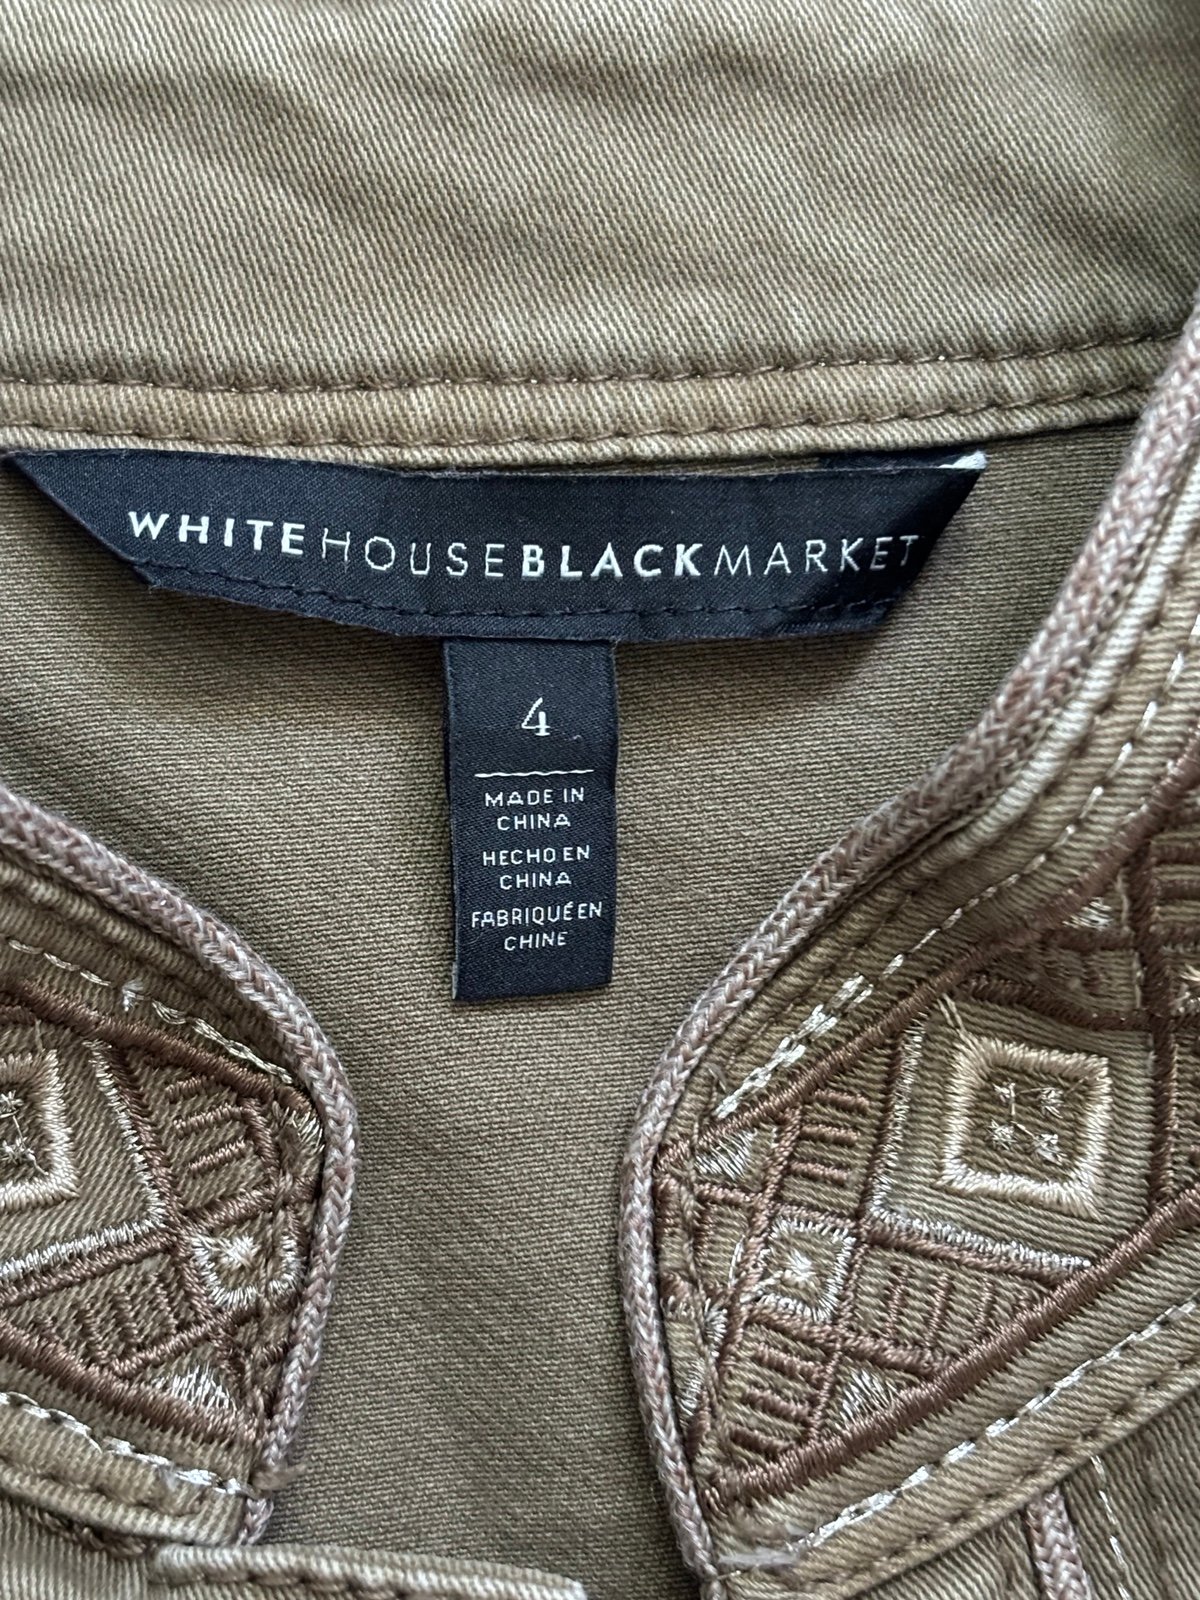 WHITEHOUSEBLACKMARKET
4
MADE IN
CHINA
HECHO EN
CHINA
FABRIQUÉ EN
CHINE